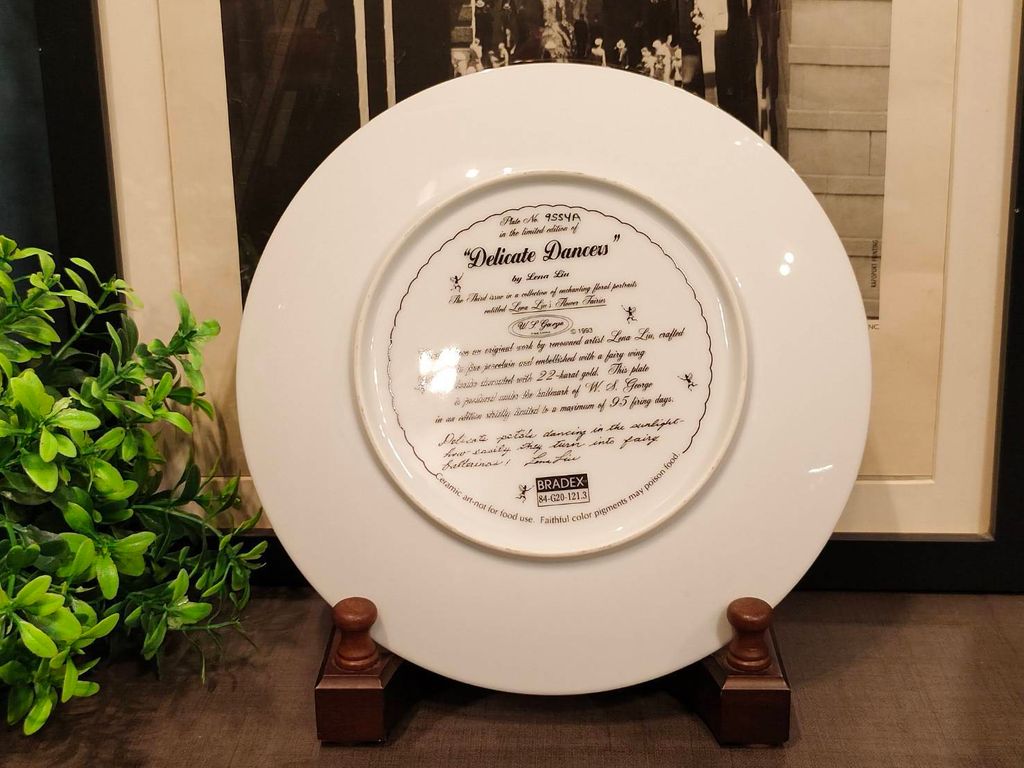 Plate No. 9554A
in the limited edition of
"Delicate Dancers"
by Lena Liu
The Third issue in a collection of enchanting floral portraits
entitled Lena Liu's Flower Fairies
W. S. George
© 1993
an original work by renowned artist Lena Liu, crafted
fine porcelain and embellished with a fairy wing
with 22-karat gold. This plate
is produced under the hallmark of W. S. George
in an edition strictly limited to a maximum of 95 firing days.
Delicate petals dancing in the sunlight-
how easily they turn into fairy
ballerinas! Lena Liu
BRADEX
84-G20-121.3
Ceramic art-not for food use. Faithful color pigments may poison food.
RAPOPORT PRINTING
NC